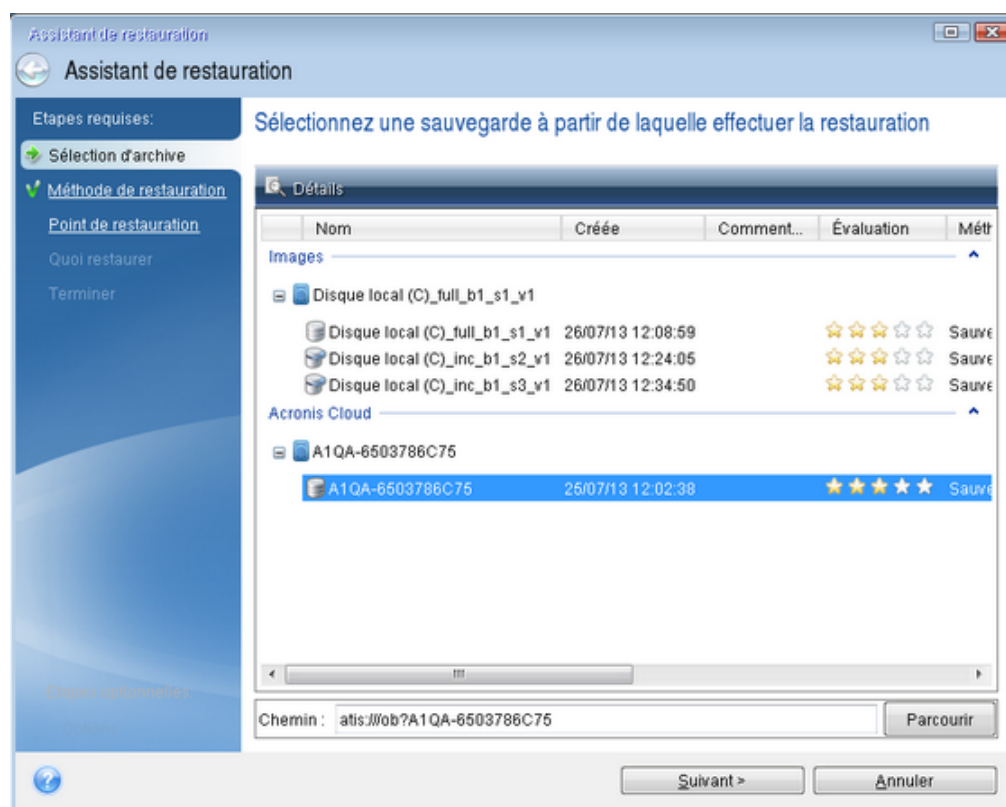 Assistant de restauration
Assistant de restauration
Etapes requises:
Sélection d'archive
Méthode de restauration
Point de restauration
Quoi restaurer
Terminer
Sélectionnez une sauvegarde à partir de laquelle effectuer la restauration
Détails
Nom Créée Comment... Évaluation Méth
Images
Disque local (C)_full_b1_s1_v1
Disque local (C)_full_b1_s1_v1 26/07/13 12:08:59 Sauve
Disque local (C)_inc_b1_s2_v1 26/07/13 12:24:05 Sauve
Disque local (C)_inc_b1_s3_v1 26/07/13 12:34:50 Sauve
Acronis Cloud
A1QA-6503786C75
A1QA-6503786C75 25/07/13 12:02:38 Sauve
Chemin : atis:///ob?A1QA-6503786C75 Parcourir
Suivant > Annuler